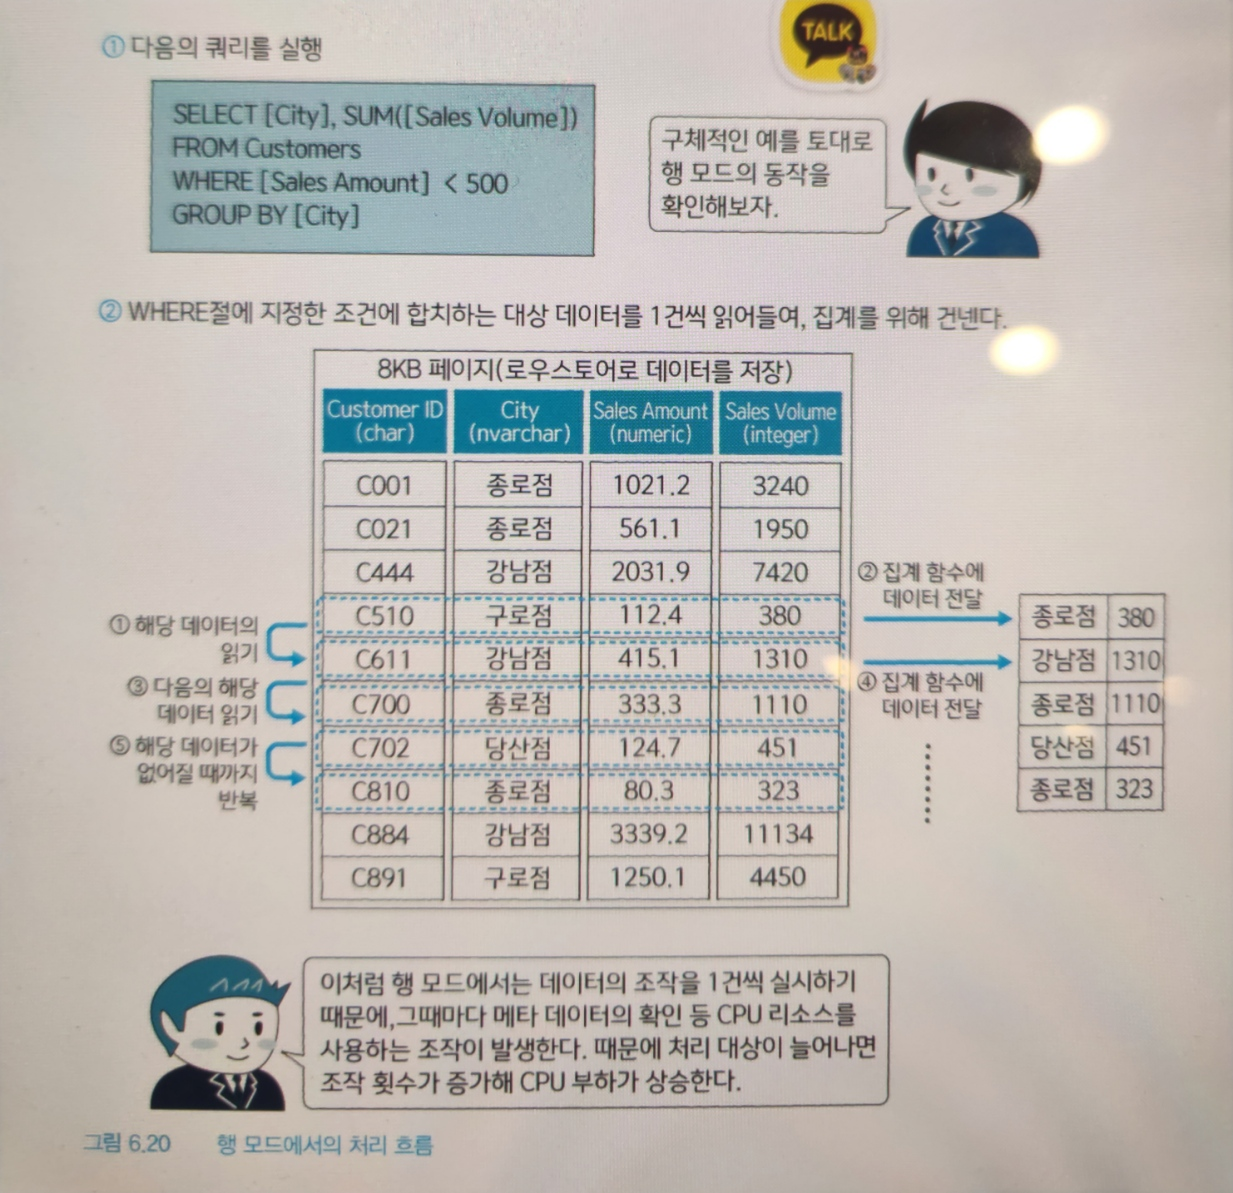 ① 다음의 쿼리를 실행
TALK
SELECT [City], SUM([Sales Volume])
FROM Customers
WHERE [Sales Amount] < 500
GROUP BY [City]
구체적인 예를 토대로
행 모드의 동작을
확인해보자.
② WHERE절에 지정한 조건에 합치하는 대상 데이터를 1건씩 읽어들여, 집계를 위해 건넨다.
8KB 페이지(로우스토어로 데이터를 저장)
Customer ID (char) City (nvarchar) Sales Amount (numeric) Sales Volume (integer)
C001 종로점 1021.2 3240
C021 종로점 561.1 1950
C444 강남점 2031.9 7420
C510 구로점 112.4 380
C611 강남점 415.1 1310
C700 종로점 333.3 1110
C702 당산점 124.7 451
C810 종로점 80.3 323
C884 강남점 3339.2 11134
C891 구로점 1250.1 4450
① 해당 데이터의
읽기
③ 다음의 해당
데이터 읽기
⑤ 해당 데이터가
없어질 때까지
반복
② 집계 함수에
데이터 전달
④ 집계 함수에
데이터 전달
종로점 380
강남점 1310
종로점 1110
당산점 451
종로점 323
이처럼 행 모드에서는 데이터의 조작을 1건씩 실시하기
때문에,그때마다 메타 데이터의 확인 등 CPU 리소스를
사용하는 조작이 발생한다. 때문에 처리 대상이 늘어나면
조작 횟수가 증가해 CPU 부하가 상승한다.
그림 6.20 행 모드에서의 처리 흐름